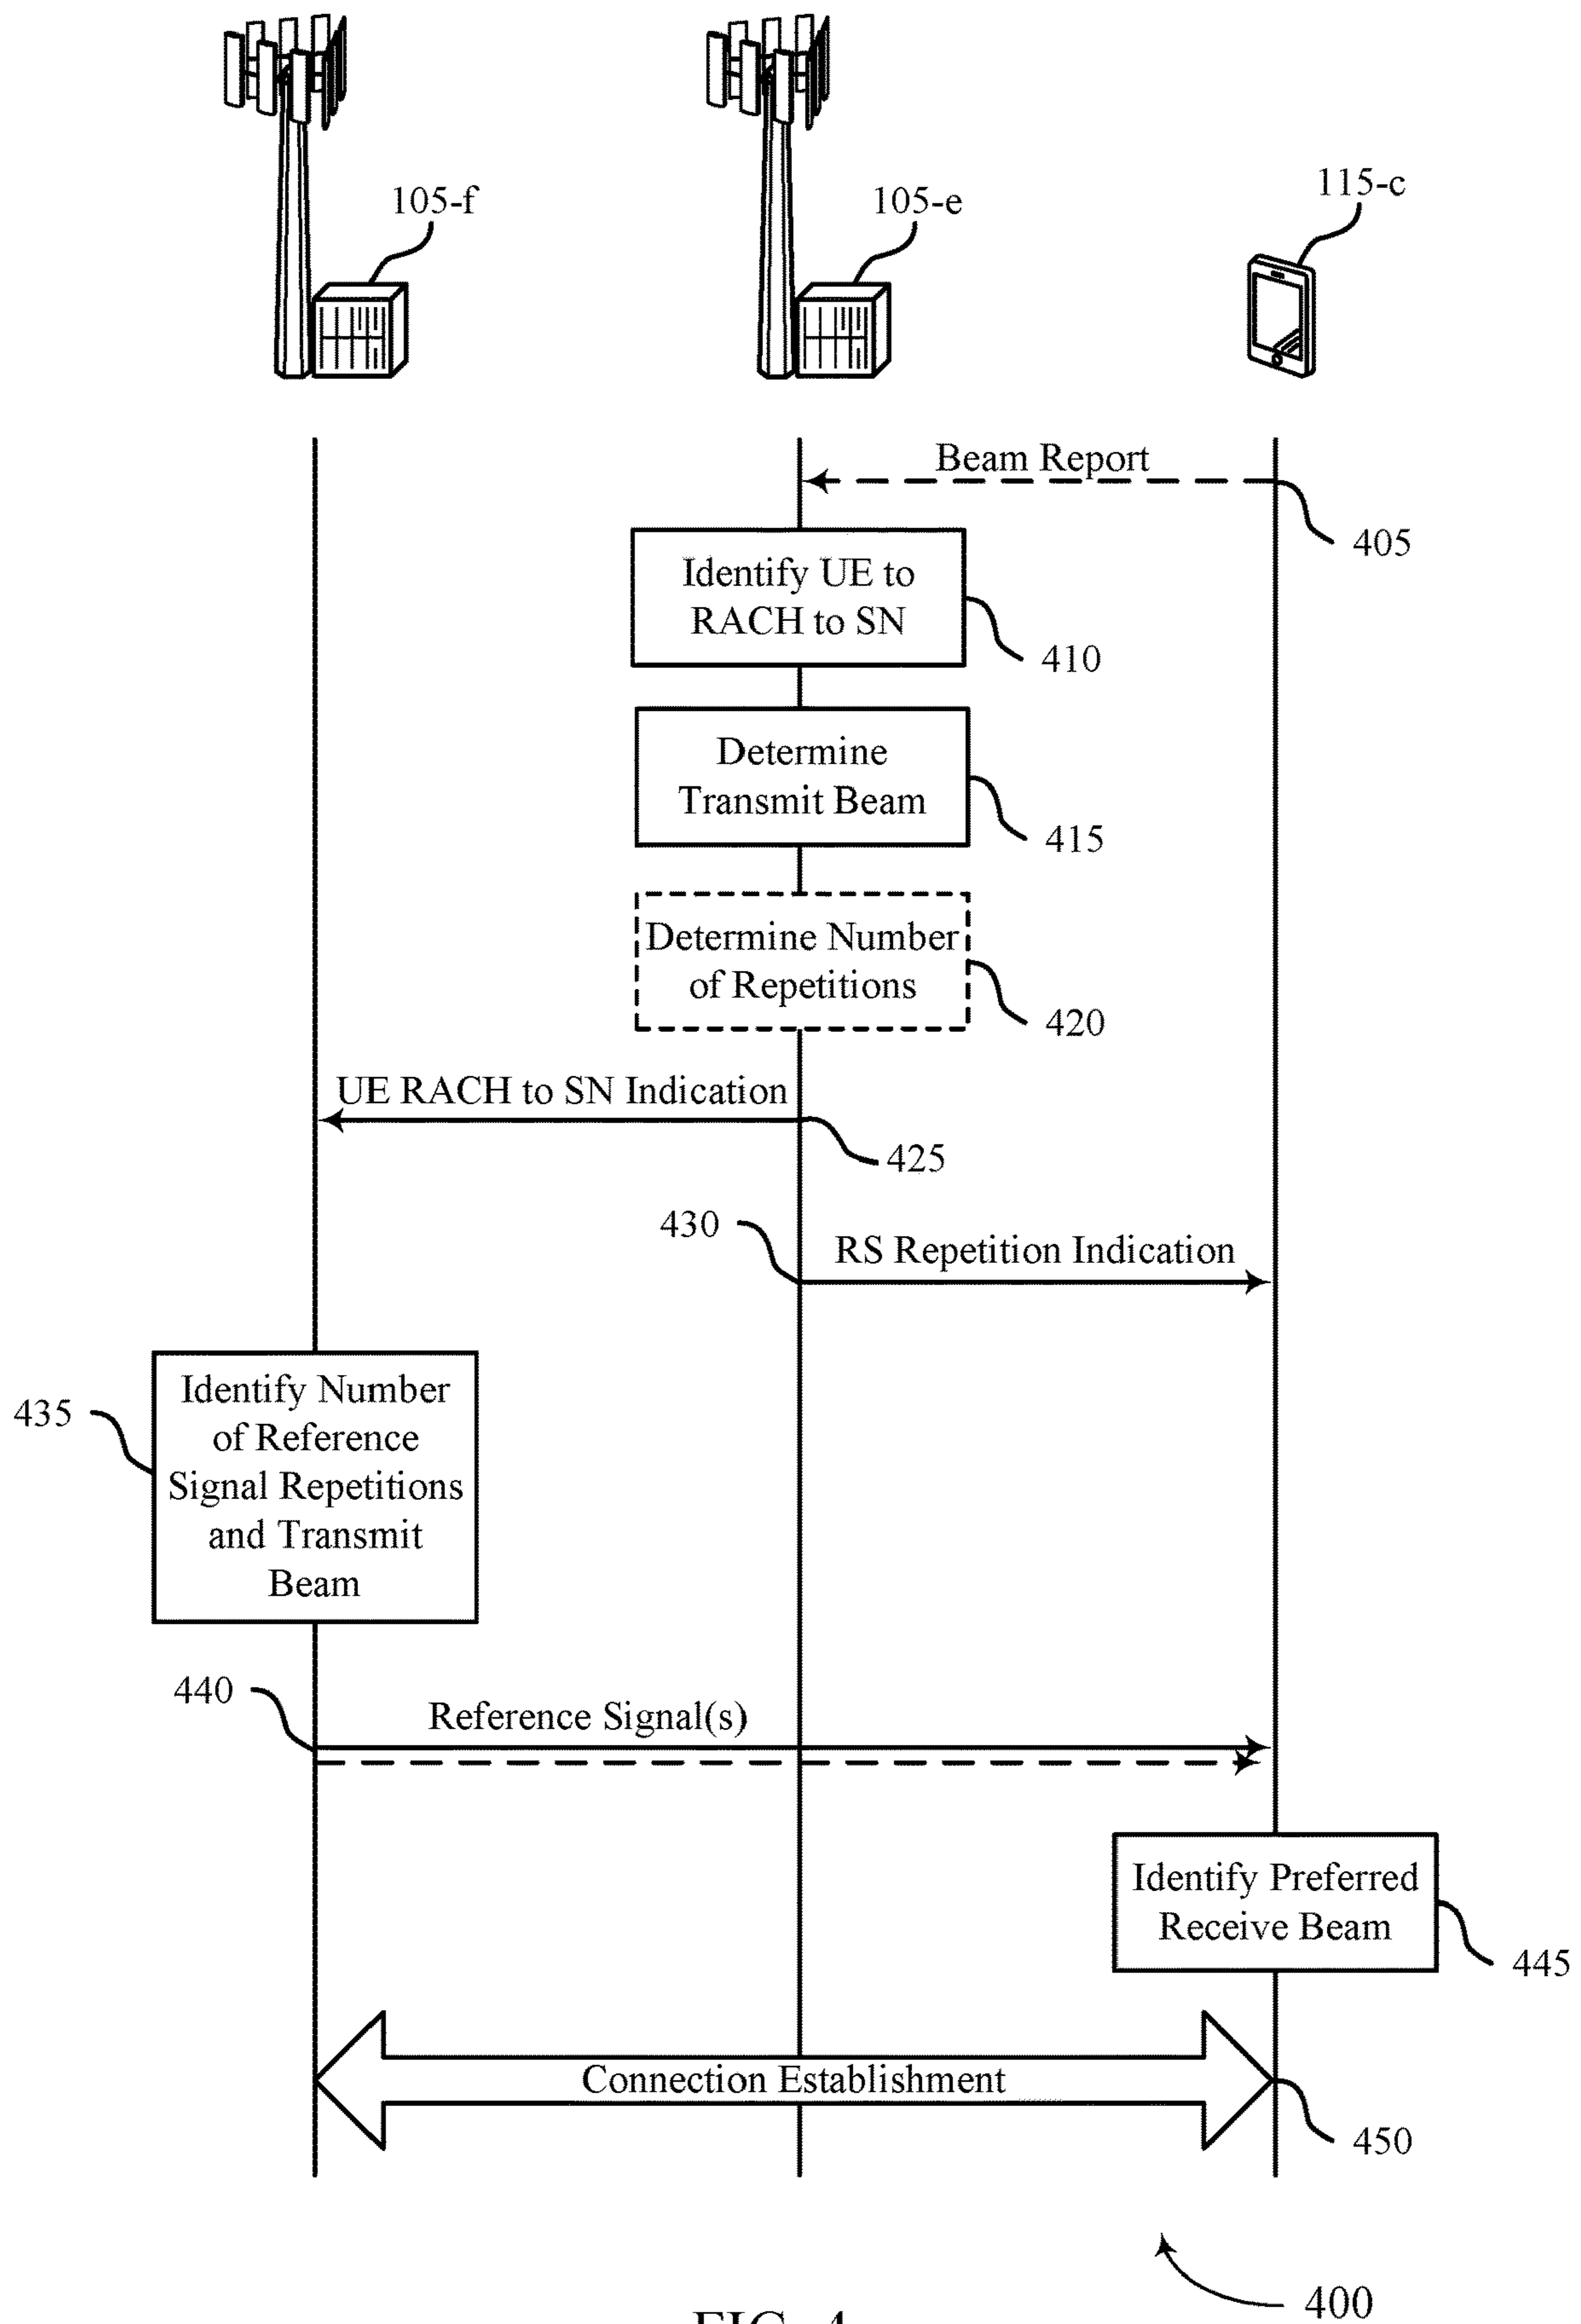 105-f
105-e
115-c
Beam Report
405
Identify UE to
RACH to SN
410
Determine
Transmit Beam
415
Determine Number
of Repetitions
420
UE RACH to SN Indication
425
430
RS Repetition Indication
435
Identify Number
of Reference
Signal Repetitions
and Transmit
Beam
440
Reference Signal(s)
Identify Preferred
Receive Beam
445
Connection Establishment
450
400
FIG. 4